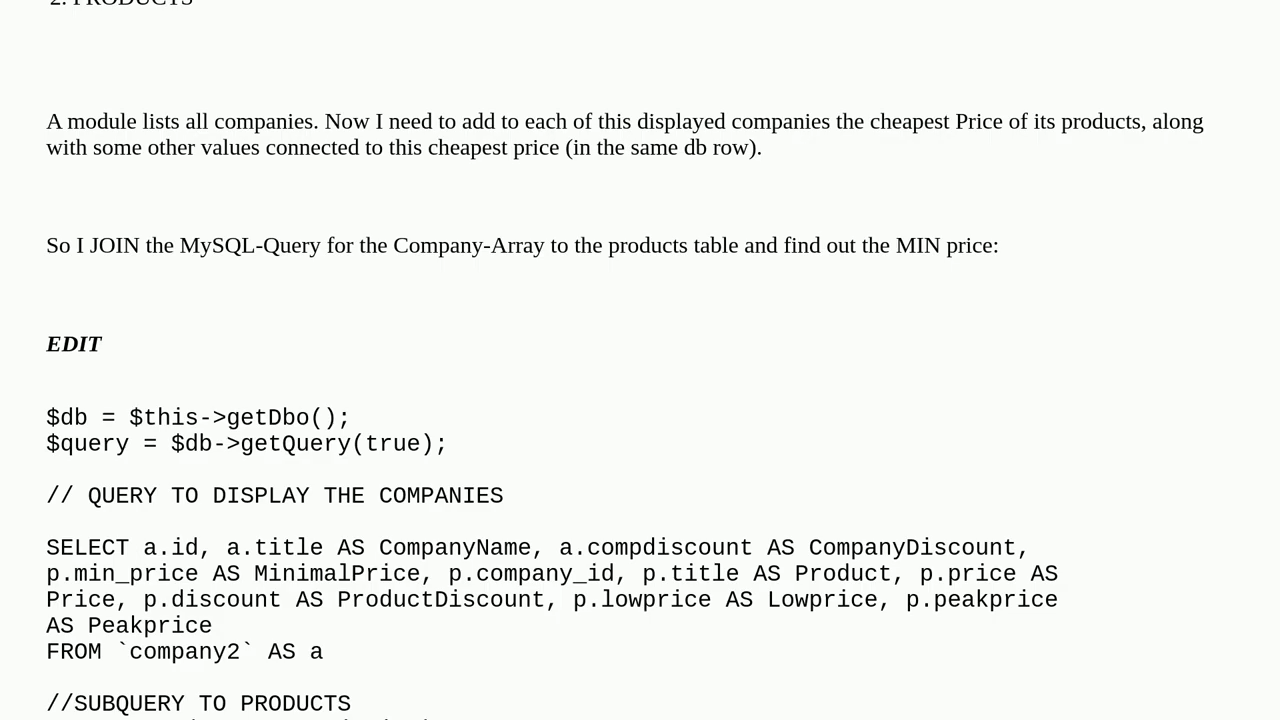 2. PRODUCTS
A module lists all companies. Now I need to add to each of this displayed companies the cheapest Price of its products, along
with some other values connected to this cheapest price (in the same db row).
So I JOIN the MySQL-Query for the Company-Array to the products table and find out the MIN price:
EDIT
$db = $this->getDbo();
$query = $db->getQuery(true);
// QUERY TO DISPLAY THE COMPANIES
SELECT a.id, a.title AS CompanyName, a.compdiscount AS CompanyDiscount,
p.min_price AS MinimalPrice, p.company_id, p.title AS Product, p.price AS
Price, p.discount AS ProductDiscount, p.lowprice AS Lowprice, p.peakprice
AS Peakprice
FROM `company2` AS a
//SUBQUERY TO PRODUCTS